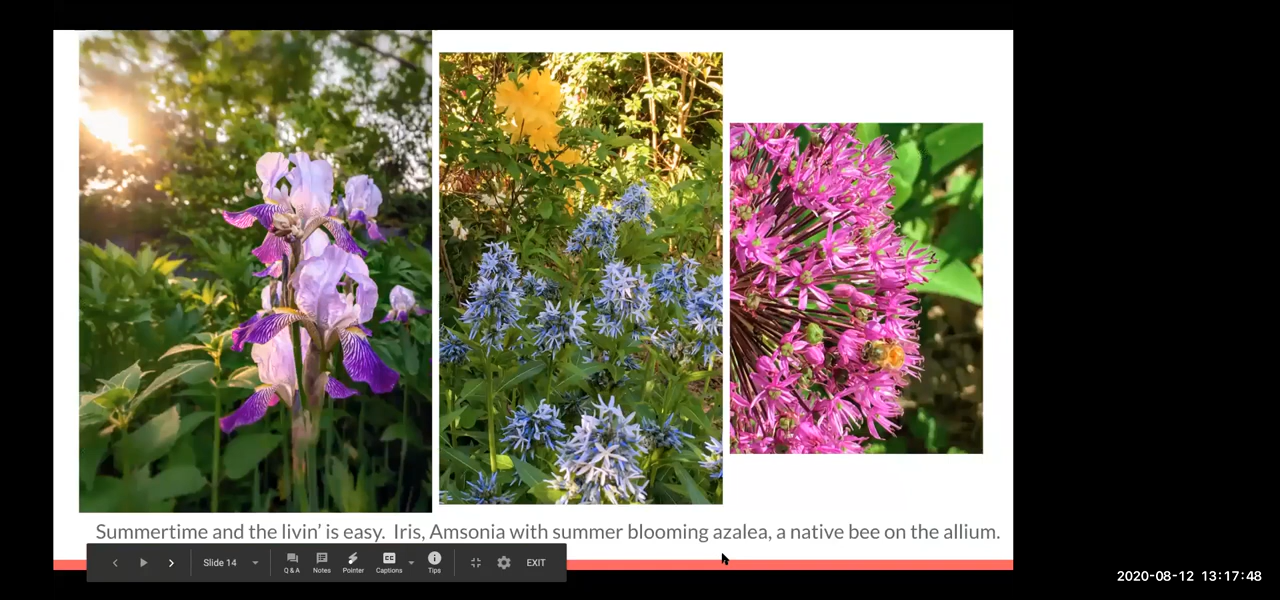 Summertime and the livin' is easy.  Iris, Amsonia with summer blooming azalea, a native bee on the allium.
Slide 14
Q & A
Notes
Pointer
Captions
Tips
EXIT
2020-08-12 13:17:48